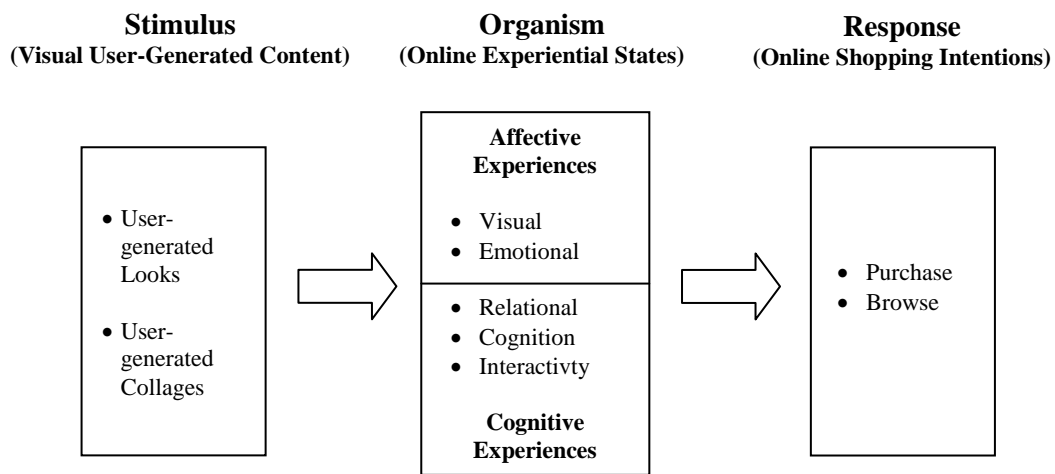 Stimulus
(Visual User-Generated Content)
Organism
(Online Experiential States)
Response
(Online Shopping Intentions)
• User-
generated
Looks
• User-
generated
Collages
Affective
Experiences
• Visual
• Emotional
• Relational
• Cognition
• Interactivty
Cognitive
Experiences
• Purchase
• Browse